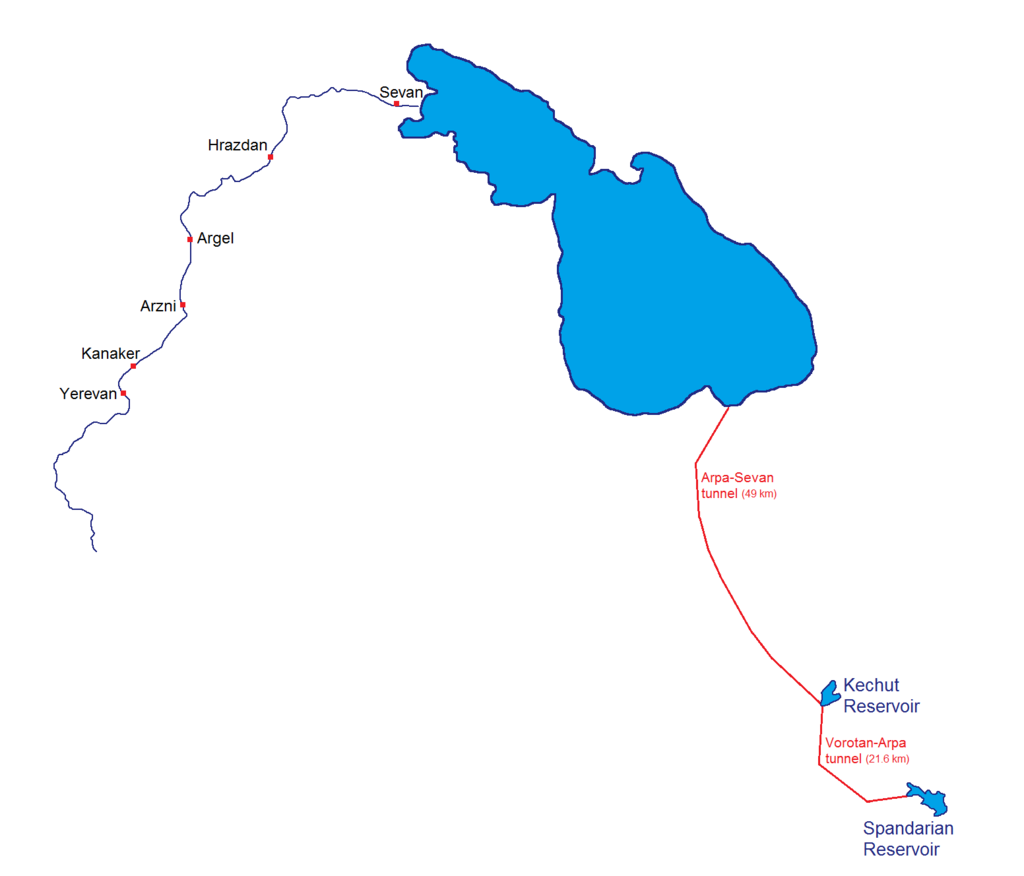 Sevan
Hrazdan
Argel
Arzni
Kanaker
Yerevan
Arpa-Sevan
tunnel (49 km)
Kechut
Reservoir
Vorotan-Arpa
tunnel (21.6 km)
Spandarian
Reservoir